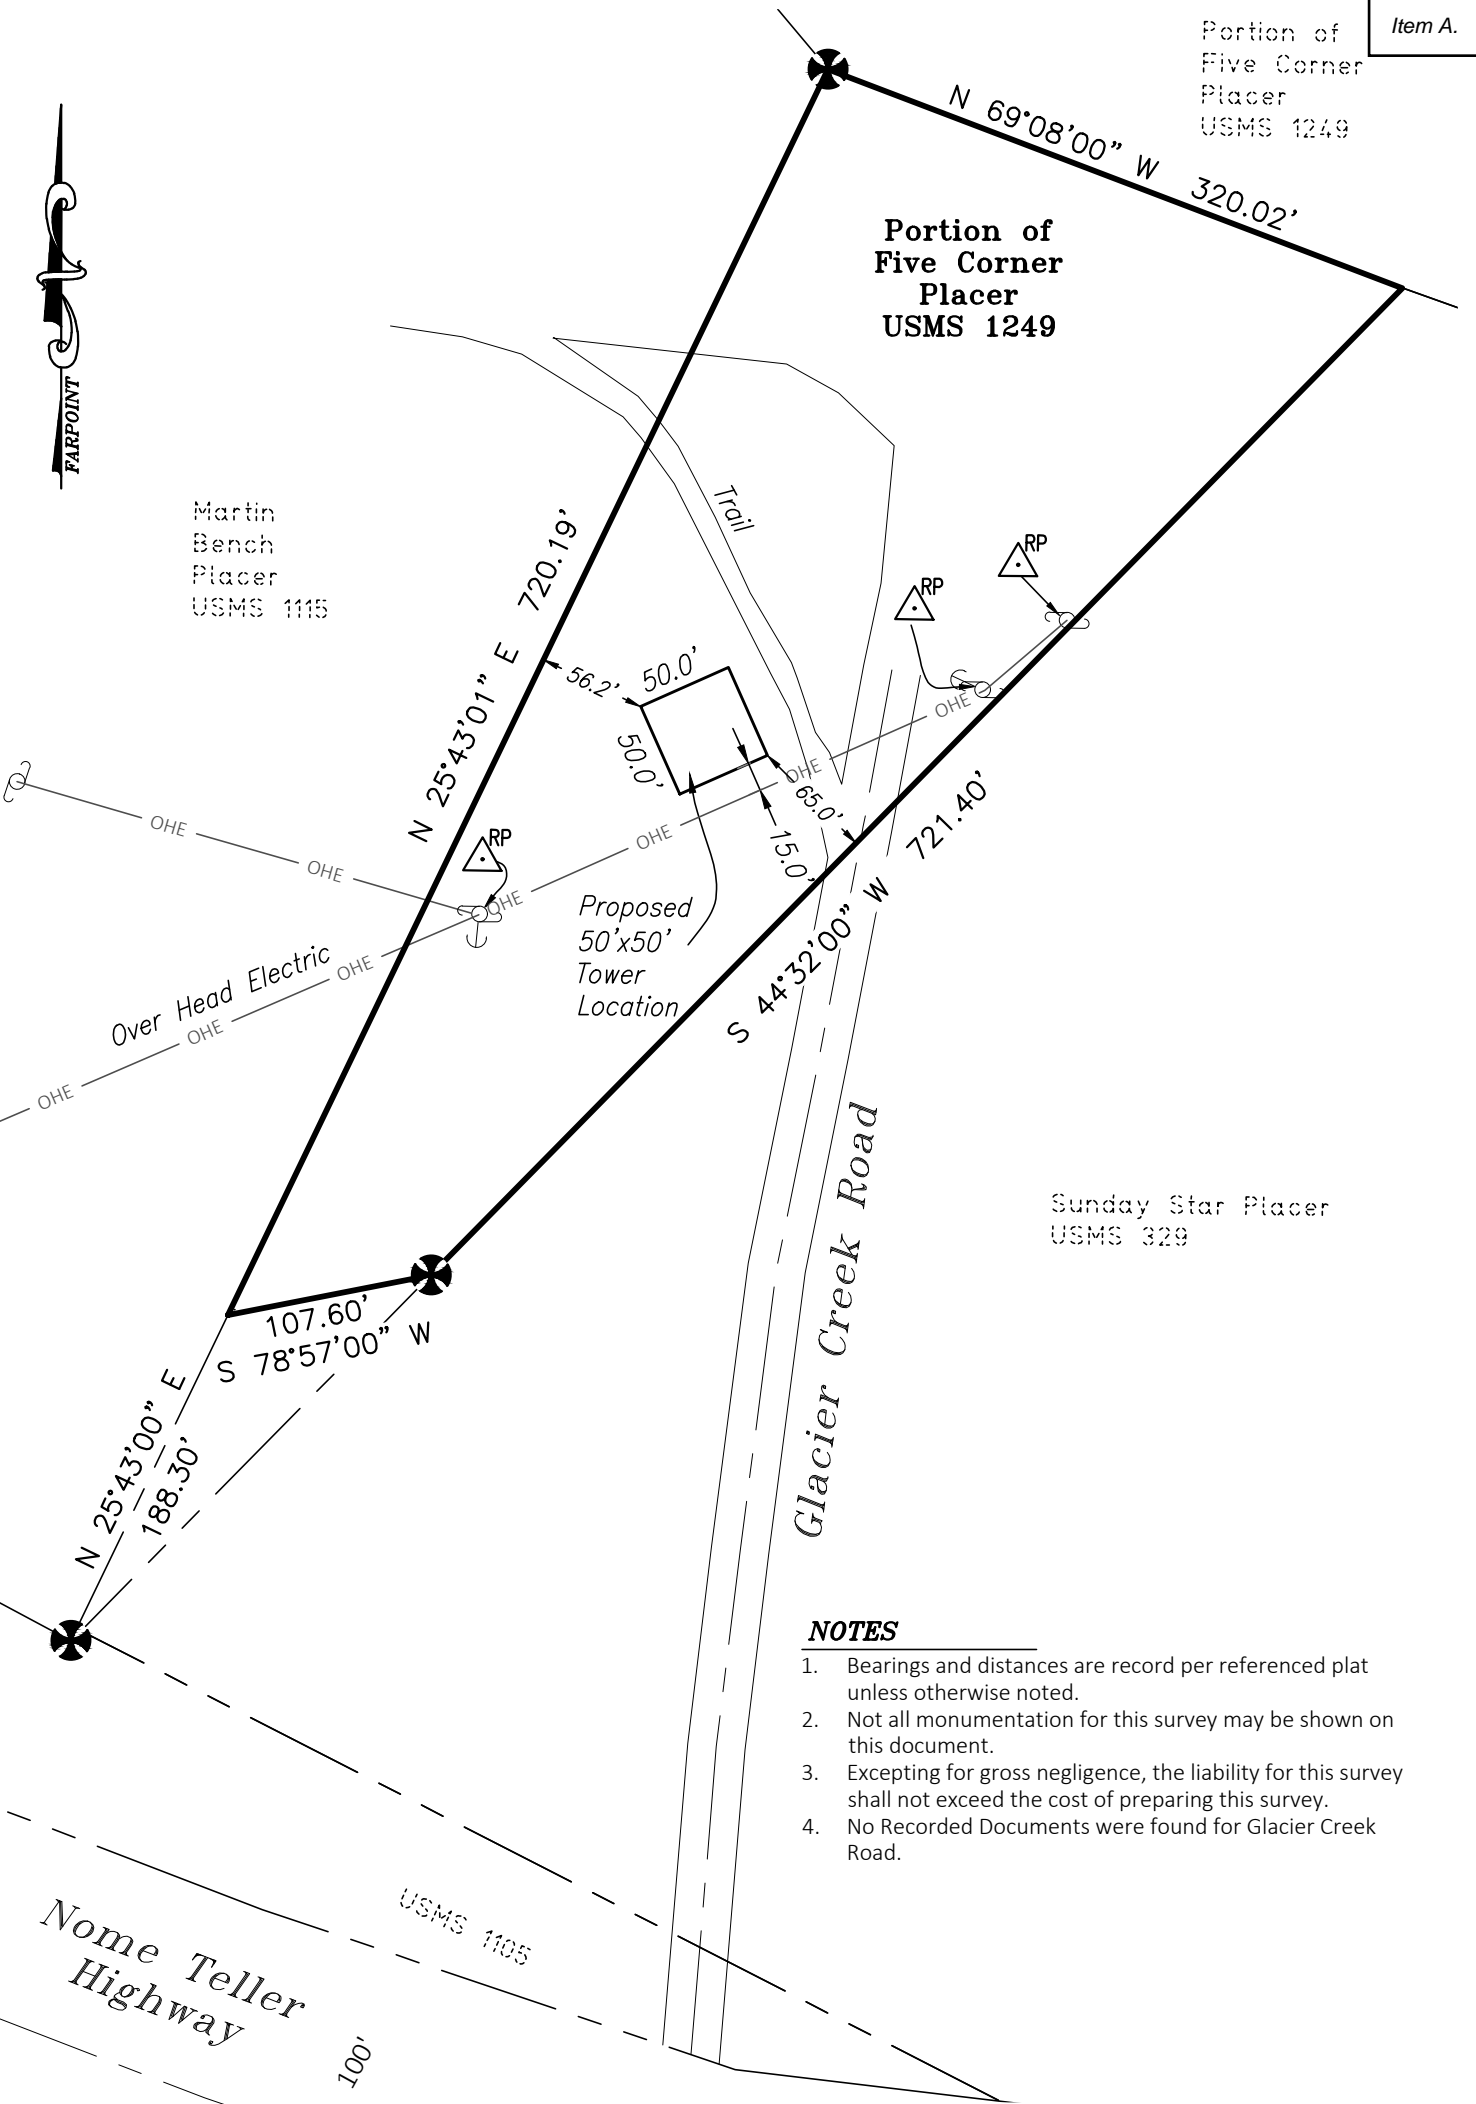 Item A.
Portion of
Five Corner
Placer
USMS 1249
N 69°08'00" W 320.02'
Portion of
Five Corner
Placer
USMS 1249
FARPOINT
Martin
Bench
Placer
USMS 1115
N 25°43'01" E 720.19'
Trail
RP
RP
56.2'
50.0'
50.0'
OHE
OHE
65.0'
15.0'
OHE
OHE
OHE
RP
OHE
S 44°32'00" W 721.40'
Proposed
50'x50'
Tower
Location
Over Head Electric
OHE
OHE
OHE
Glacier Creek Road
Sunday Star Placer
USMS 329
107.60'
S 78°57'00" W
N 25°43'00" E
188.30'
NOTES
1. Bearings and distances are record per referenced plat
unless otherwise noted.
2. Not all monumentation for this survey may be shown on
this document.
3. Excepting for gross negligence, the liability for this survey
shall not exceed the cost of preparing this survey.
4. No Recorded Documents were found for Glacier Creek
Road.
USMS 1105
Nome Teller
Highway
100'